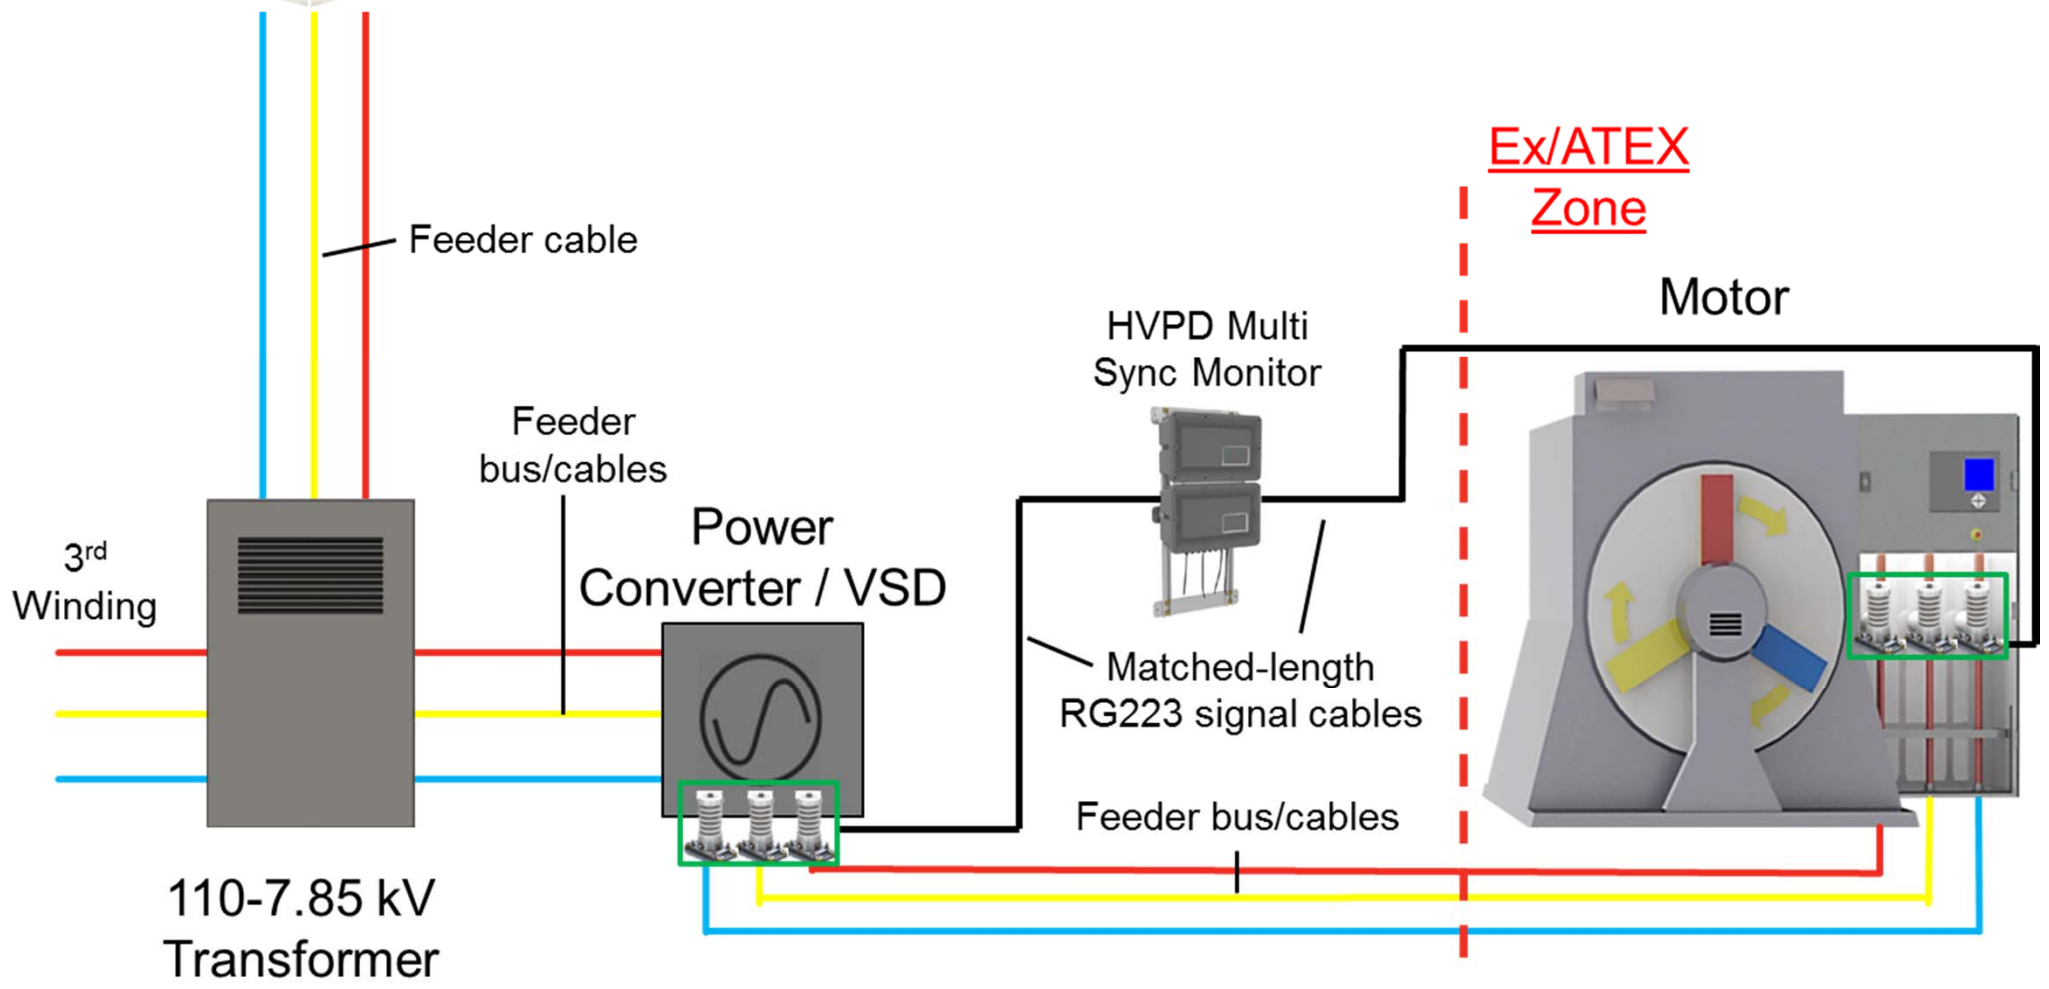 Ex/ATEX
Zone
Feeder cable
Motor
HVPD Multi
Sync Monitor
Feeder
bus/cables
Power
Converter / VSD
3rd
Winding
Matched-length
RG223 signal cables
Feeder bus/cables
110-7.85 kV
Transformer